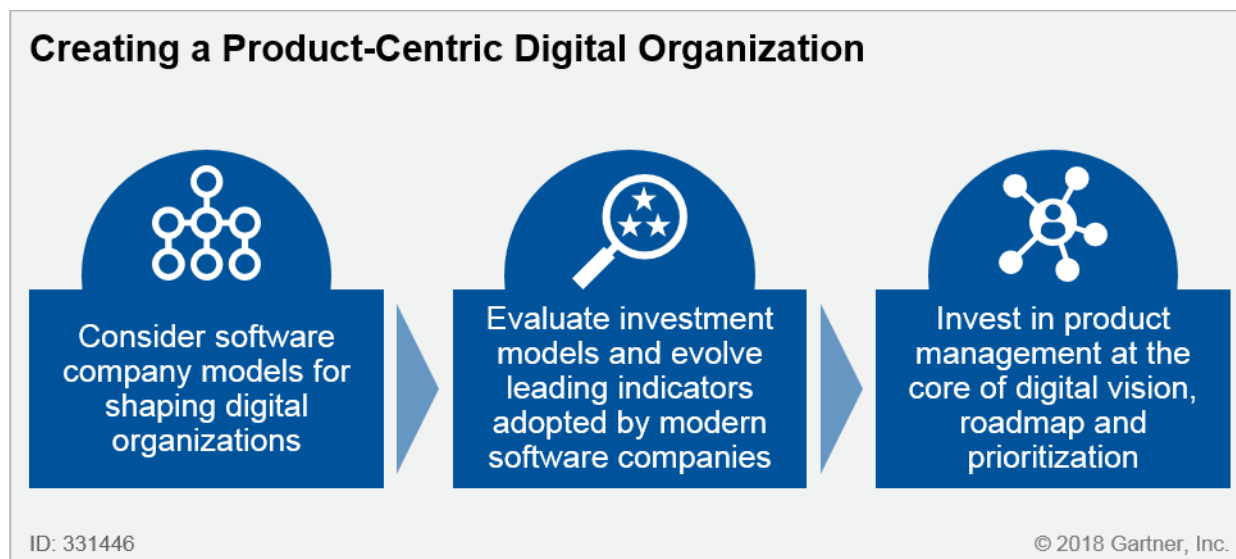 Creating a Product-Centric Digital Organization
Consider software
company models for
shaping digital
organizations
Evaluate investment
models and evolve
leading indicators
adopted by modern
software companies
Invest in product
management at the
core of digital vision,
roadmap and
prioritization
ID: 331446
© 2018 Gartner, Inc.